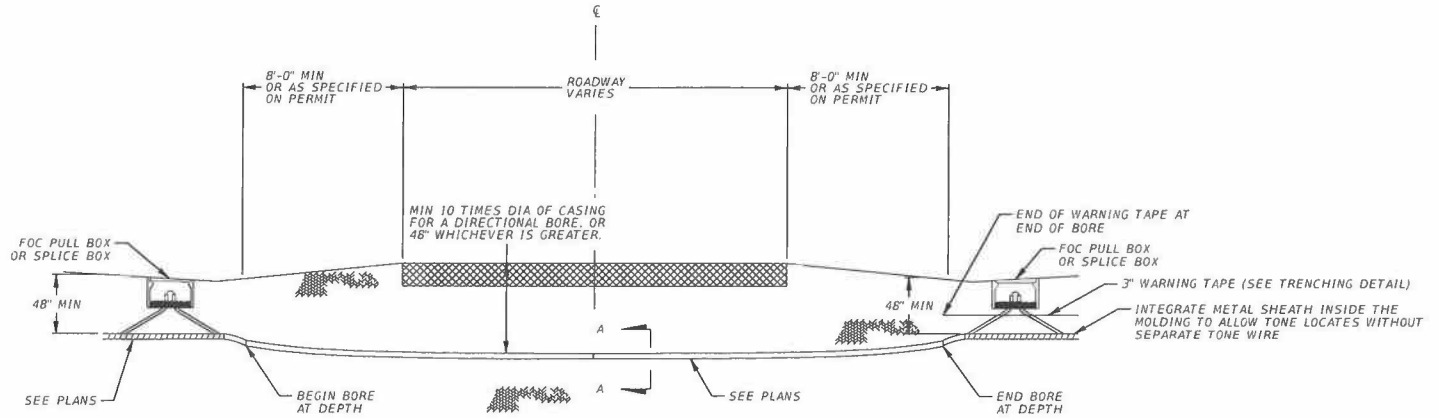 ℄
8'-0" MIN
OR AS SPECIFIED
ON PERMIT
ROADWAY
VARIES
8'-0" MIN
OR AS SPECIFIED
ON PERMIT
MIN 10 TIMES DIA OF CASING
FOR A DIRECTIONAL BORE, OR
48" WHICHEVER IS GREATER.
END OF WARNING TAPE AT
END OF BORE
FOC PULL BOX
OR SPLICE BOX
FOC PULL BOX
OR SPLICE BOX
48" MIN
48" MIN
3" WARNING TAPE (SEE TRENCHING DETAIL)
INTEGRATE METAL SHEATH INSIDE THE
MOLDING TO ALLOW TONE LOCATES WITHOUT
SEPARATE TONE WIRE
A
A
SEE PLANS
BEGIN BORE
AT DEPTH
SEE PLANS
END BORE
AT DEPTH